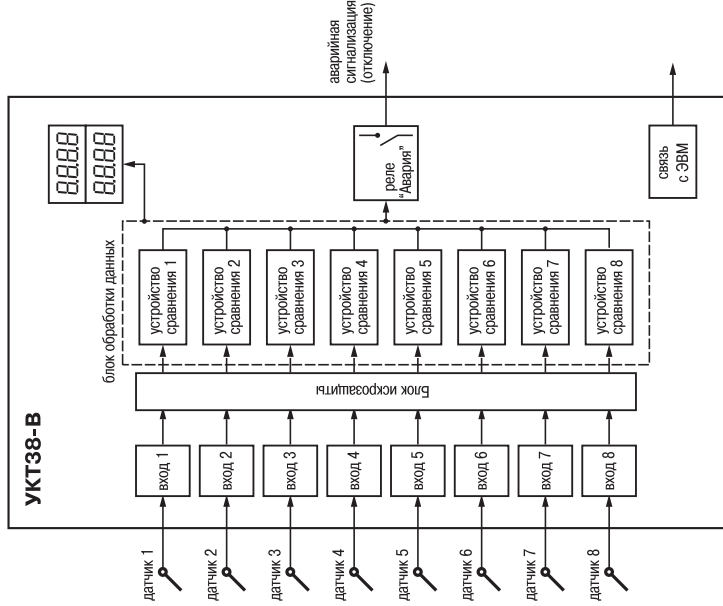 УКТ38-В
датчик 1
датчик 2
датчик 3
датчик 4
датчик 5
датчик 6
датчик 7
датчик 8
вход 1
вход 2
вход 3
вход 4
вход 5
вход 6
вход 7
вход 8
Блок искрозащиты
блок обработки данных
устройство
сравнения 1
устройство
сравнения 2
устройство
сравнения 3
устройство
сравнения 4
устройство
сравнения 5
устройство
сравнения 6
устройство
сравнения 7
устройство
сравнения 8
8.8.8.8
8.8.8.8
реле
"Авария"
связь
с ЭВМ
аварийная
сигнализация
(отключение)